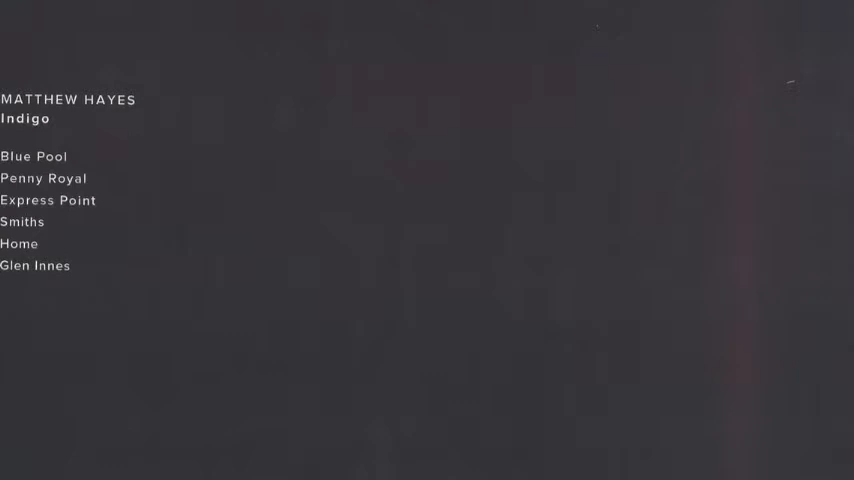 MATTHEW HAYES
Indigo
Blue Pool
Penny Royal
Express Point
Smiths
Home
Glen Innes